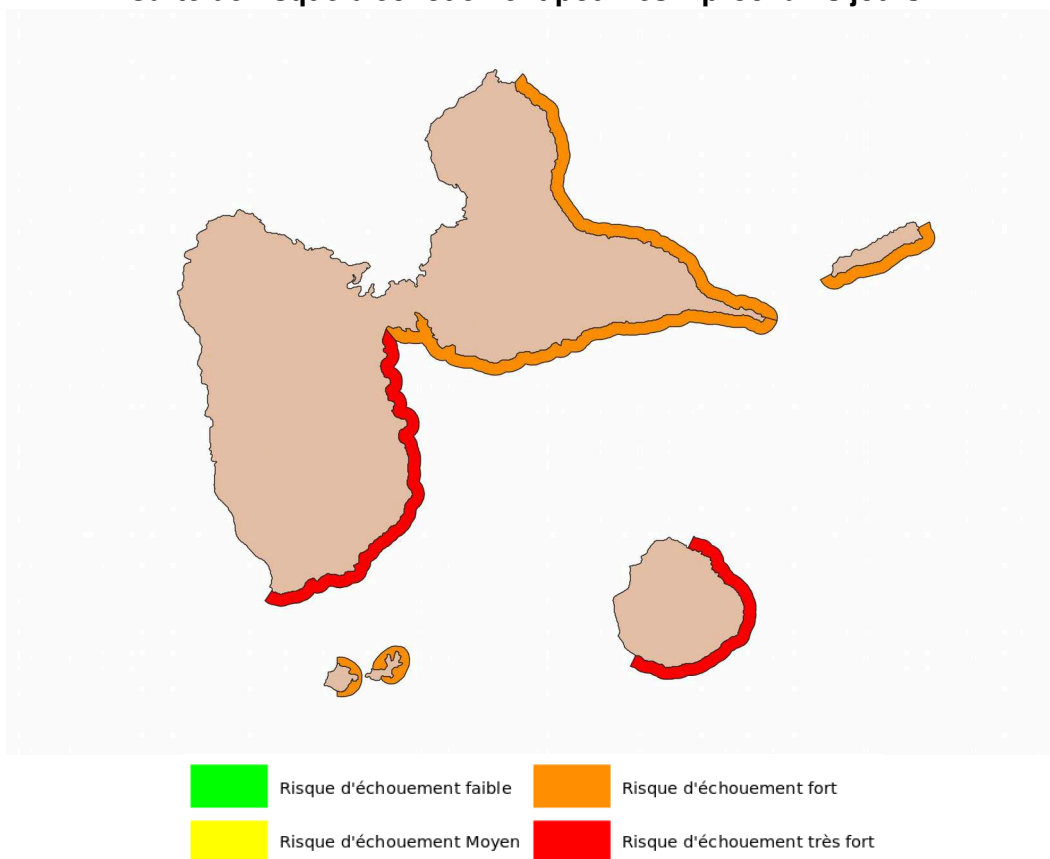 Risque d'échouement faible
Risque d'échouement fort
Risque d'échouement Moyen
Risque d'échouement très fort